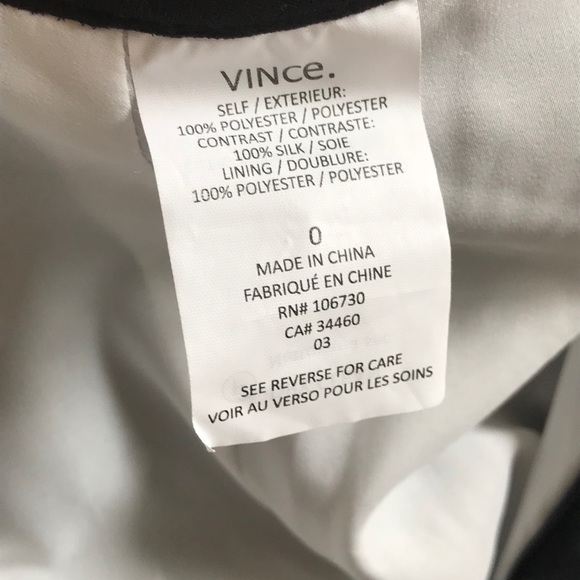 VINCe.
SELF / EXTERIEUR:
100% POLYESTER / POLYESTER
CONTRAST / CONTRASTE:
100% SILK / SOIE
LINING / DOUBLURE:
100% POLYESTER / POLYESTER
0
MADE IN CHINA
FABRIQUÉ EN CHINE
RN# 106730
CA# 34460
03
SEE REVERSE FOR CARE
VOIR AU VERSO POUR LES SOINS